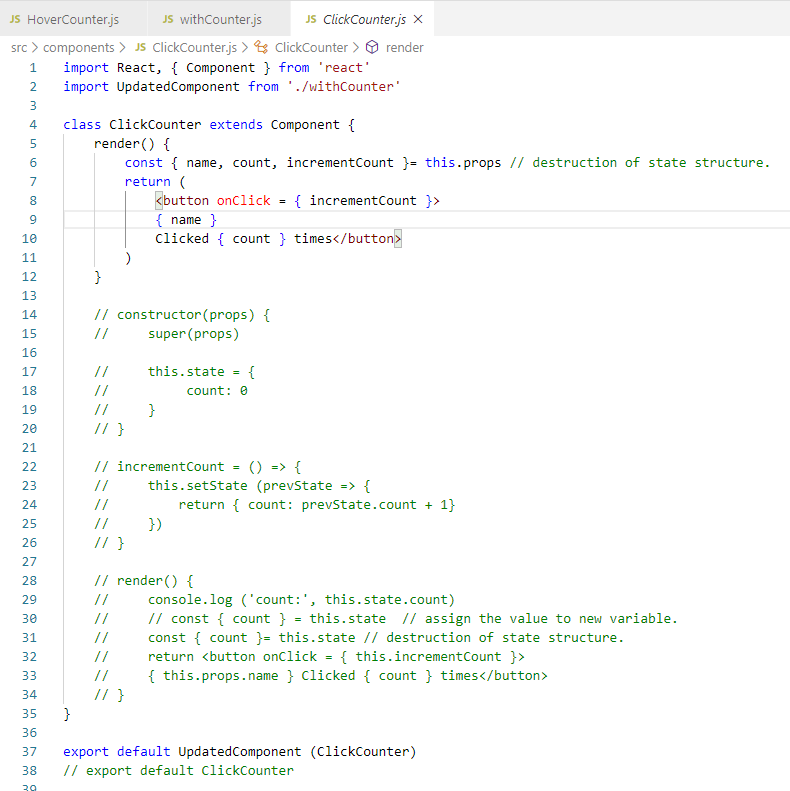 JS HoverCounter.js JS withCounter.js JS ClickCounter.js ×
src > components > JS ClickCounter.js > ClickCounter > render
1 import React, { Component } from 'react'
2 import UpdatedComponent from './withCounter'
3
4 class ClickCounter extends Component {
5     render() {
6         const { name, count, incrementCount }= this.props // destruction of state structure.
7         return (
8             <button onClick = { incrementCount }>
9             { name }
10             Clicked { count } times</button>
11         )
12     }
13
14     // constructor(props) {
15     //     super(props)
16
17     //     this.state = {
18     //          count: 0
19     //     }
20     // }
21
22     // incrementCount = () => {
23     //     this.setState (prevState => {
24     //         return { count: prevState.count + 1}
25     //     })
26     // }
27
28     // render() {
29     //     console.log ('count:', this.state.count)
30     //     // const { count } = this.state  // assign the value to new variable.
31     //     const { count }= this.state // destruction of state structure.
32     //     return <button onClick = { this.incrementCount }>
33     //     { this.props.name } Clicked { count } times</button>
34     // }
35 }
36
37 export default UpdatedComponent (ClickCounter)
38 // export default ClickCounter
39